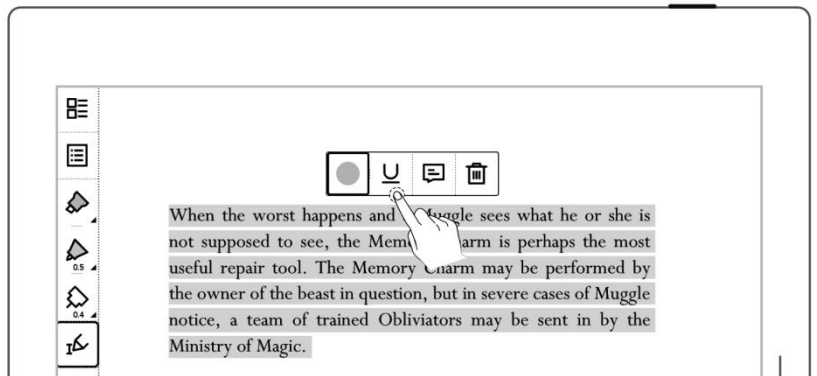 When the worst happens and Muggle sees what he or she is
not supposed to see, the arm is perhaps the most
useful repair tool. The Memory Charm may be performed by
the owner of the beast in question, but in severe cases of Muggle
notice, a team of trained Obliviators may be sent in by the
Ministry of Magic.
0.5
0.4